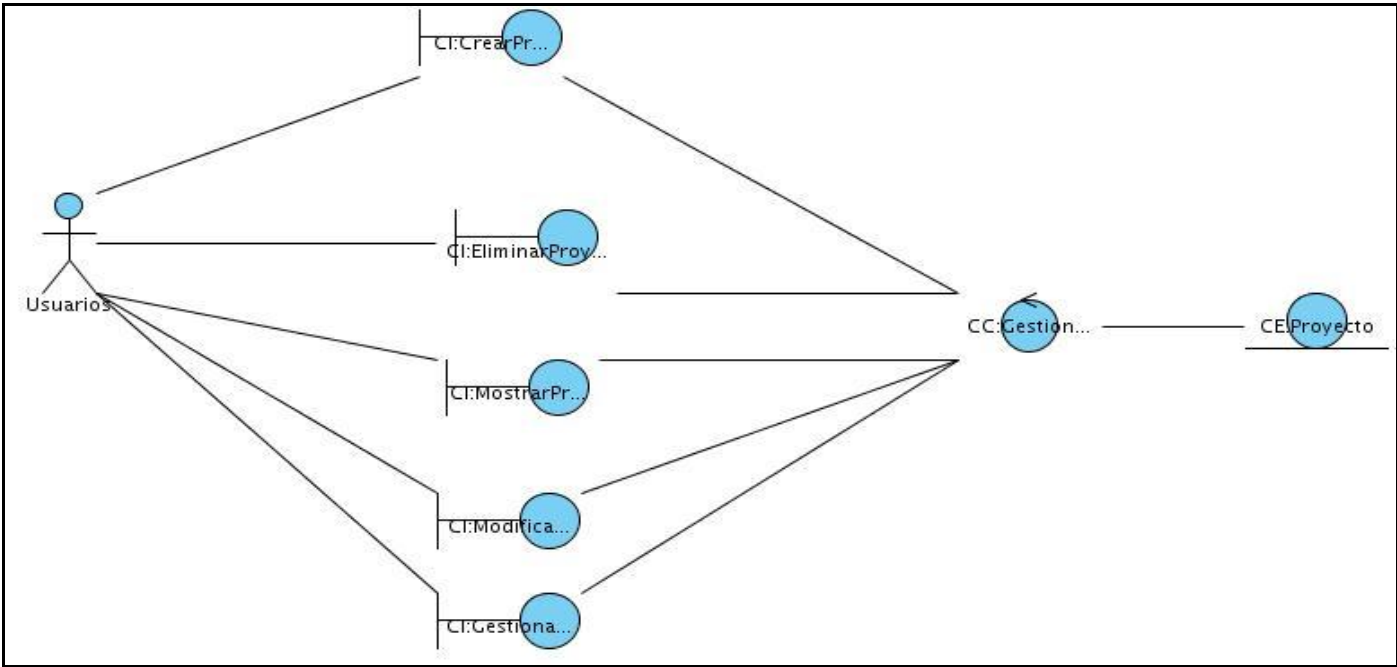 CI:CrearPr...
CI:EliminarProy...
Usuarios
CC:Gestion...
CE:Proyecto
CI:MostrarPr...
CI:Modifica...
CI:Gestiona...